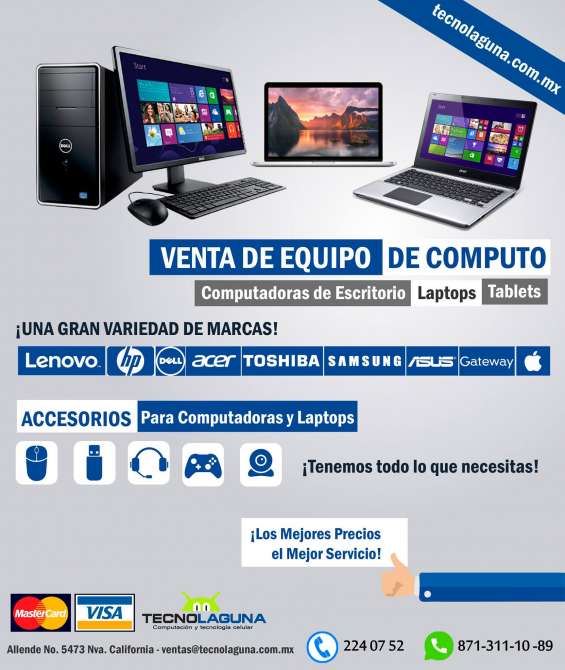 tecnolaguna.com.mx
DELL
Start
Start
VENTA DE EQUIPO DE COMPUTO
Computadoras de Escritorio Laptops Tablets
¡UNA GRAN VARIEDAD DE MARCAS!
Lenovo hp DELL acer TOSHIBA SAMSUNG ASUS Gateway
ACCESORIOS Para Computadoras y Laptops
¡Tenemos todo lo que necesitas!
¡Los Mejores Precios
el Mejor Servicio!
MasterCard VISA TECNOLAGUNA
Computación y tecnología celular
Allende No. 5473 Nva. California - ventas@tecnolaguna.com.mx
224 07 52
871-311-10-89